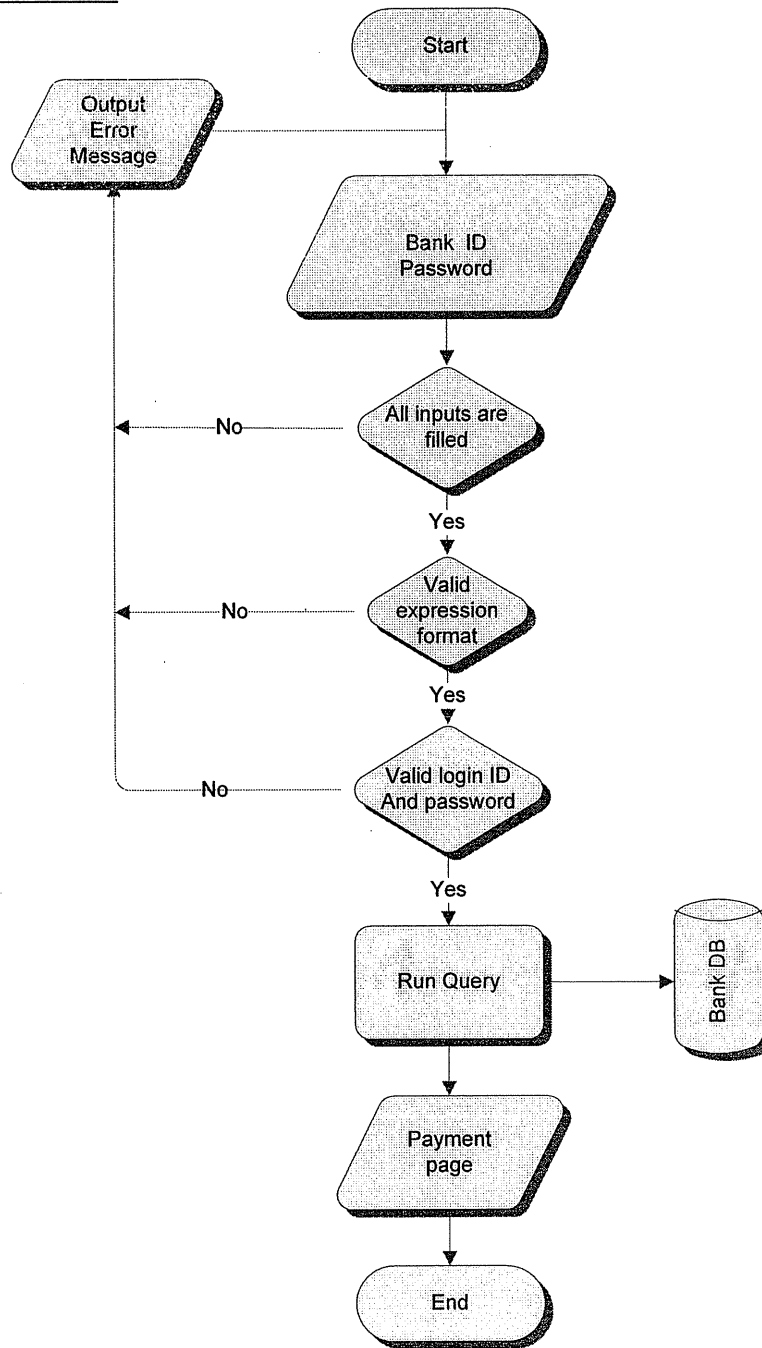 Start
Output
Error
Message
Bank ID
Password
All inputs are
filled
No
Yes
Valid
expression
format
No
Yes
Valid login ID
And password
No
Yes
Run Query
Bank DB
Payment
page
End